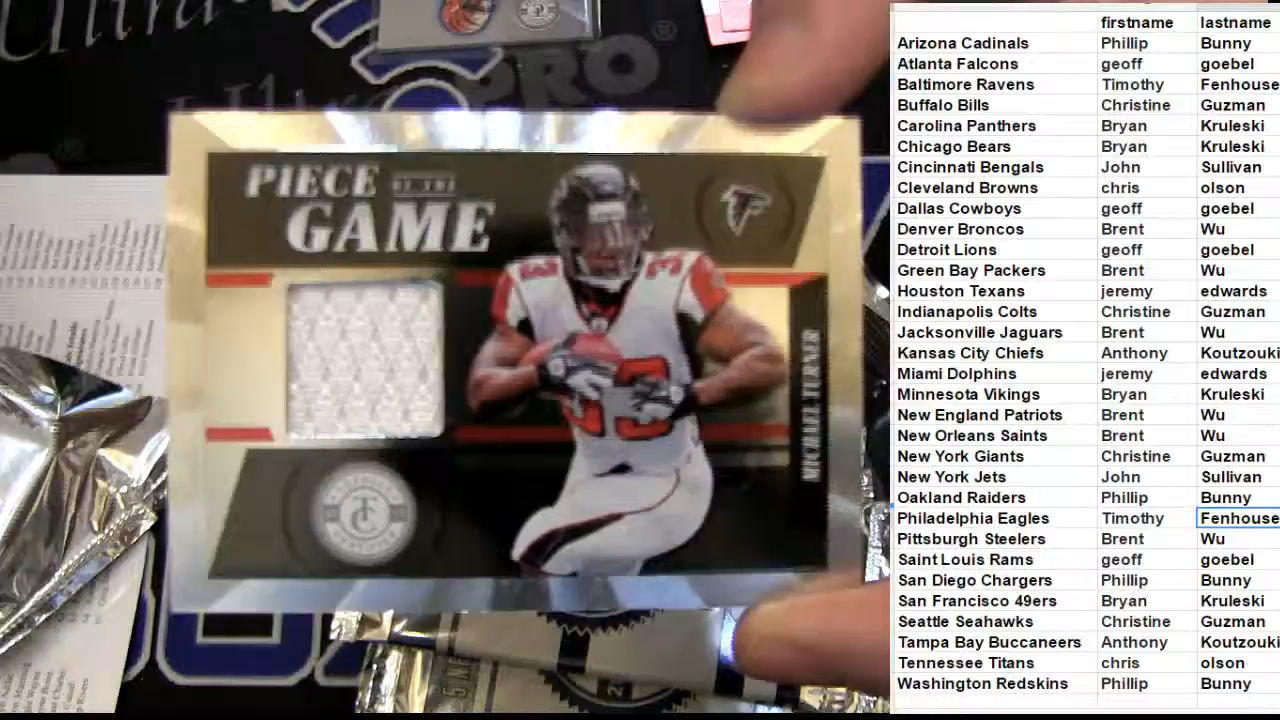 PRO
PIECE OF THE
GAME
33
MICHAEL TURNER
TC
firstname lastname
Arizona Cadinals Phillip Bunny
Atlanta Falcons geoff goebel
Baltimore Ravens Timothy Fenhouse
Buffalo Bills Christine Guzman
Carolina Panthers Bryan Kruleski
Chicago Bears Bryan Kruleski
Cincinnati Bengals John Sullivan
Cleveland Browns chris olson
Dallas Cowboys geoff goebel
Denver Broncos Brent Wu
Detroit Lions geoff goebel
Green Bay Packers Brent Wu
Houston Texans jeremy edwards
Indianapolis Colts Christine Guzman
Jacksonville Jaguars Brent Wu
Kansas City Chiefs Anthony Koutzouki
Miami Dolphins jeremy edwards
Minnesota Vikings Bryan Kruleski
New England Patriots Brent Wu
New Orleans Saints Brent Wu
New York Giants Christine Guzman
New York Jets John Sullivan
Oakland Raiders Phillip Bunny
Philadelphia Eagles Timothy Fenhouse
Pittsburgh Steelers Brent Wu
Saint Louis Rams geoff goebel
San Diego Chargers Phillip Bunny
San Francisco 49ers Bryan Kruleski
Seattle Seahawks Christine Guzman
Tampa Bay Buccaneers Anthony Koutzouki
Tennessee Titans chris olson
Washington Redskins Phillip Bunny